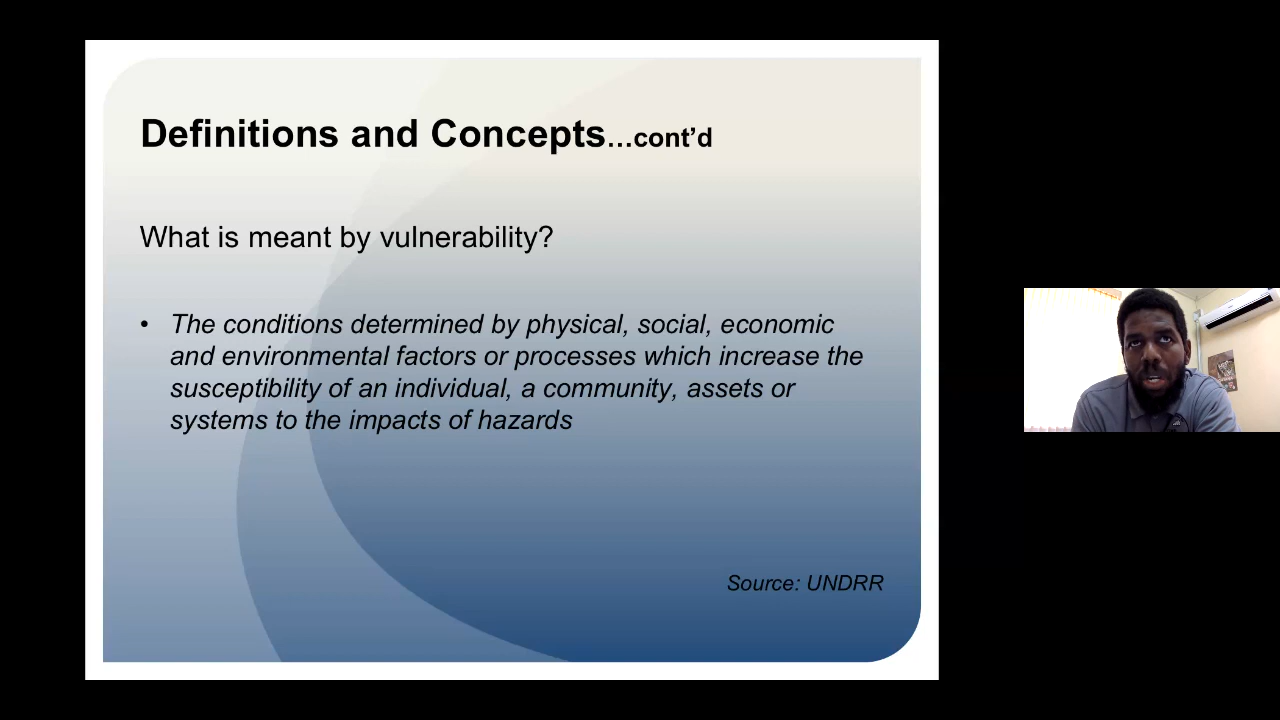 Definitions and Concepts…cont’d
What is meant by vulnerability?
• The conditions determined by physical, social, economic
and environmental factors or processes which increase the
susceptibility of an individual, a community, assets or
systems to the impacts of hazards
Source: UNDRR